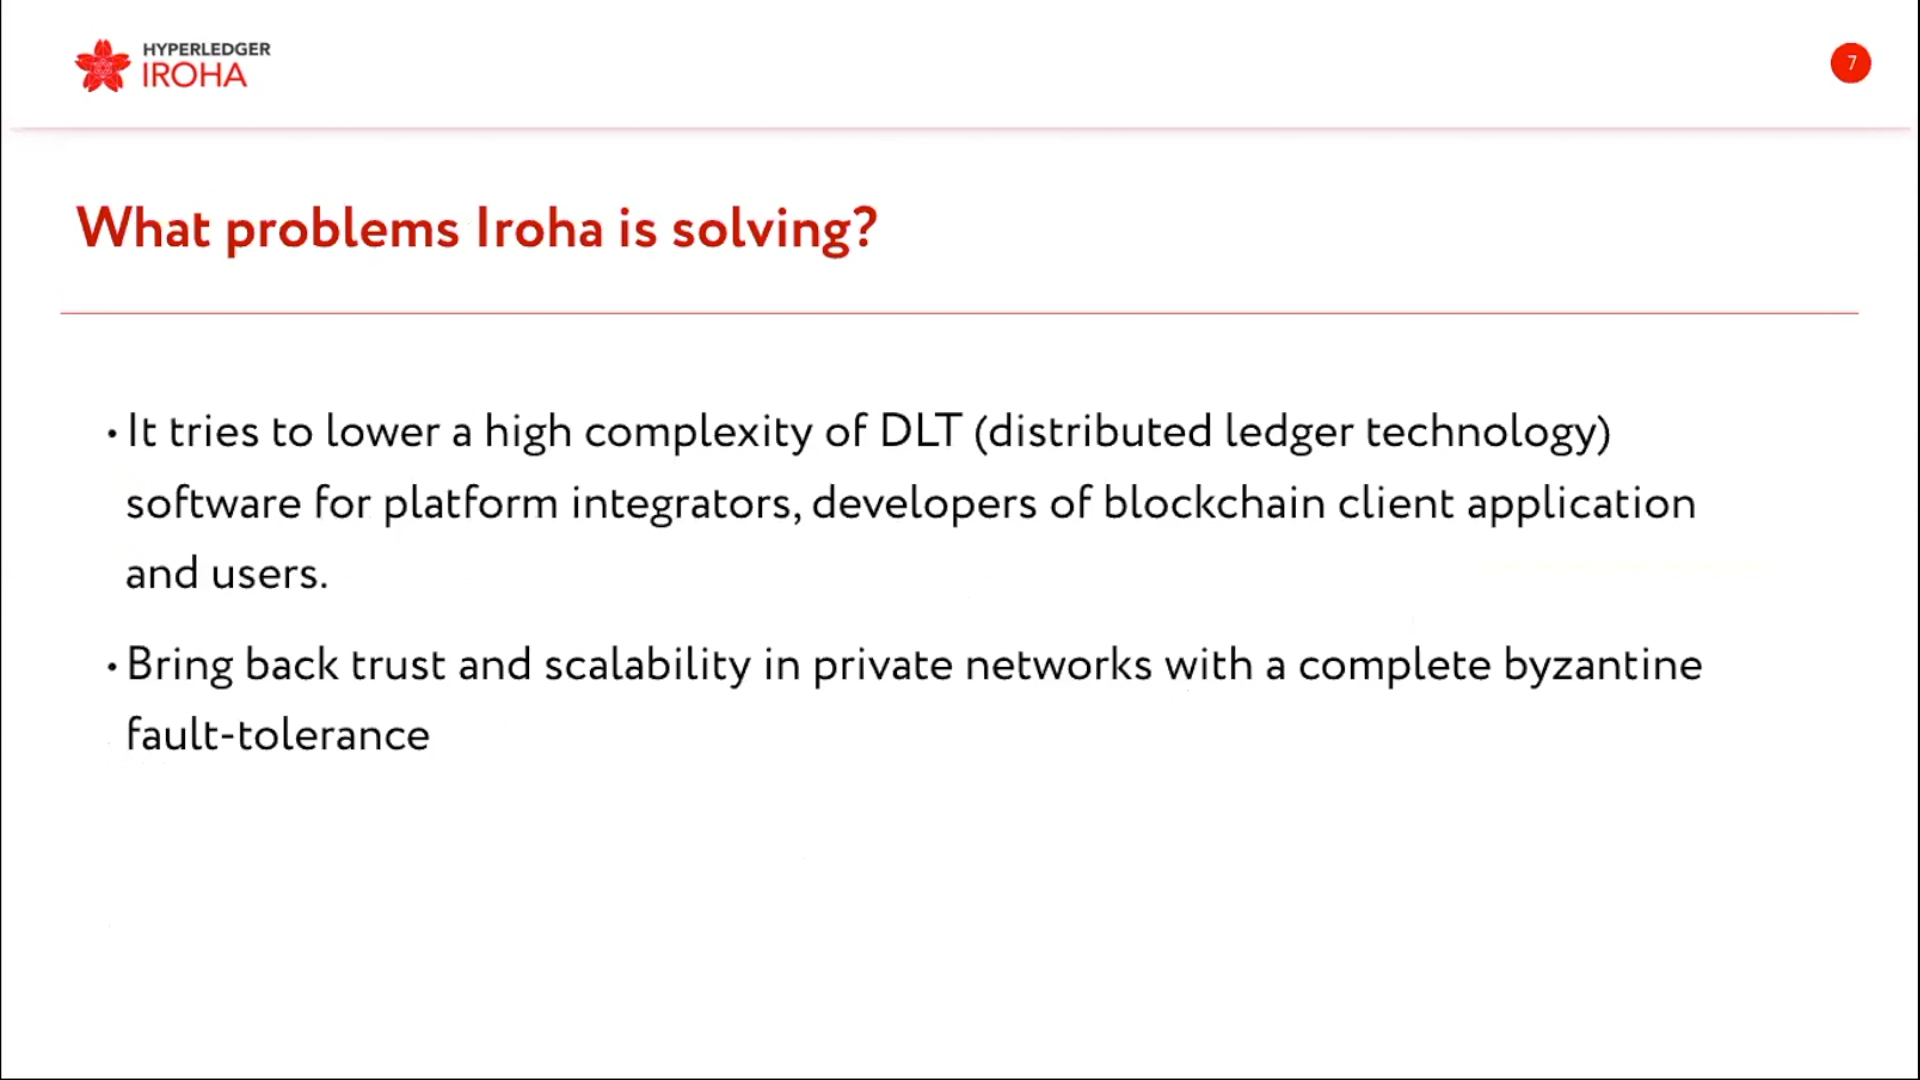 HYPERLEDGER
IROHA
7
What problems Iroha is solving?
• It tries to lower a high complexity of DLT (distributed ledger technology)
software for platform integrators, developers of blockchain client application
and users.
• Bring back trust and scalability in private networks with a complete byzantine
fault-tolerance